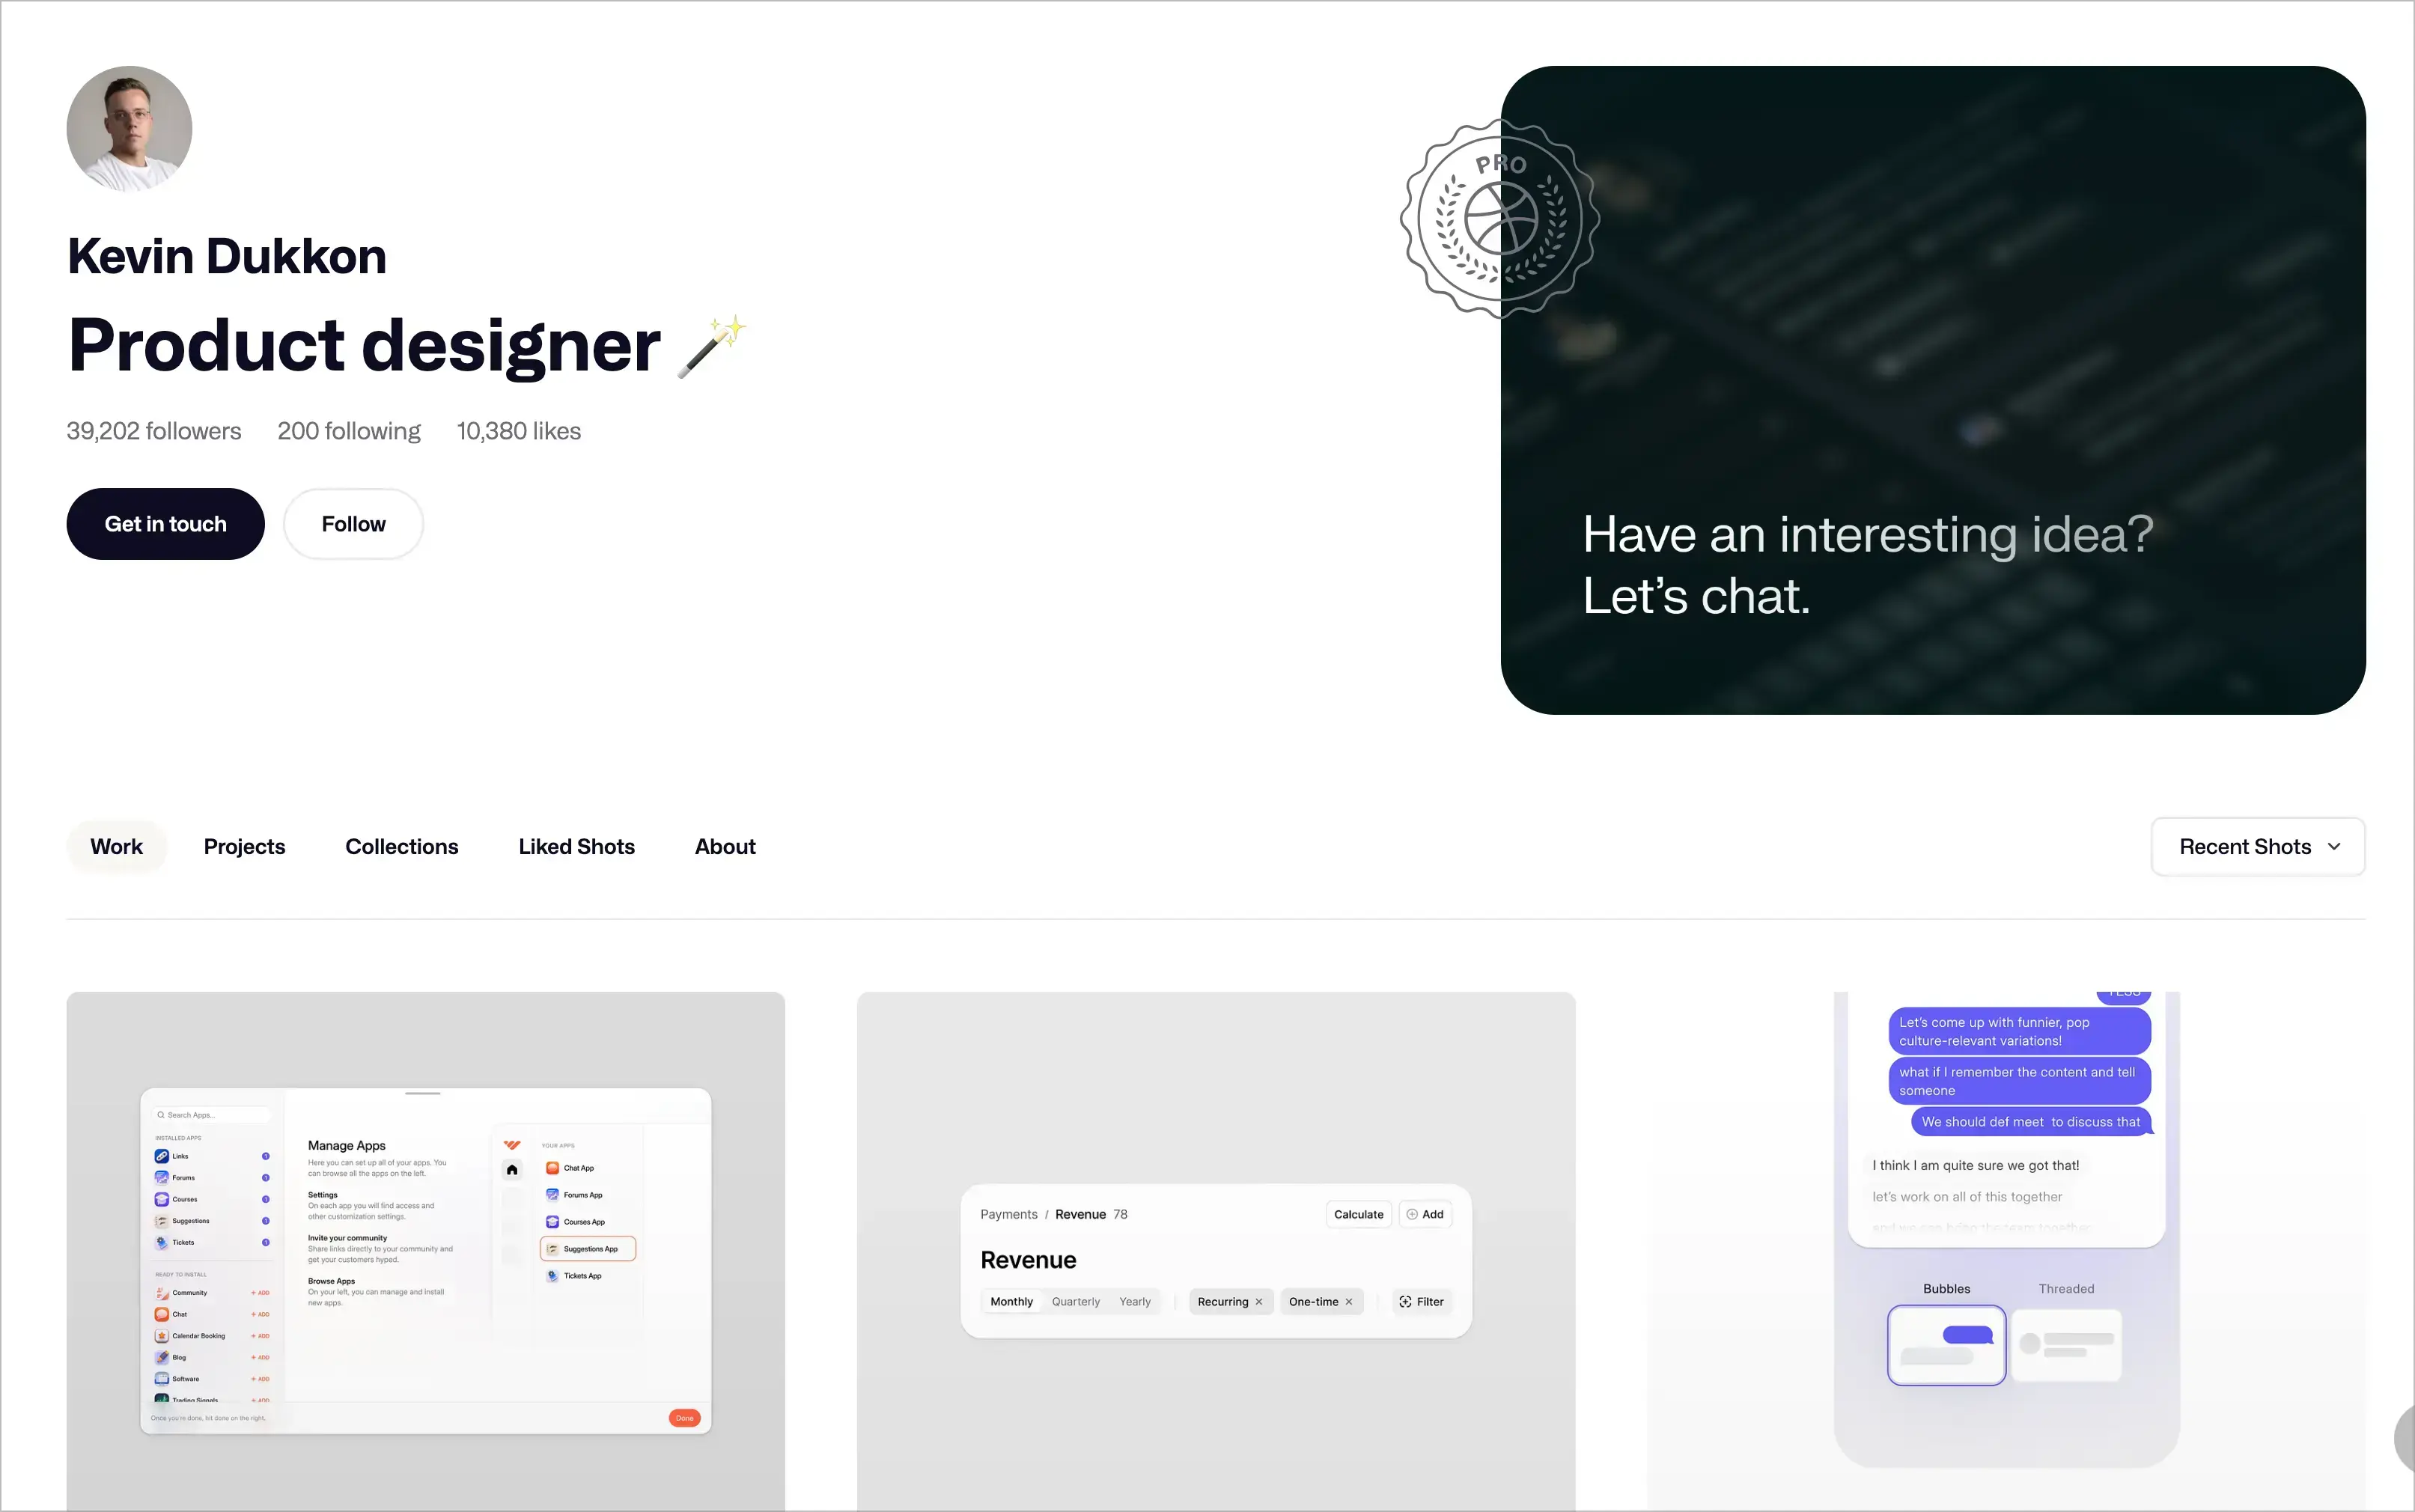 Kevin Dukkon
Product designer
39,202 followers 200 following 10,380 likes
Get in touch Follow
PRO
Have an interesting idea?
Let’s chat.
Work Projects Collections Liked Shots About
Recent Shots
Search Apps...
INSTALLED APPS
Links
Forums
Courses
Suggestions
Tickets
READY TO INSTALL
Community + ADD
Chat + ADD
Calendar Booking + ADD
Blog + ADD
Software + ADD
Trading Signals + ADD
Manage Apps
Here you can set up all of your apps. You
can browse all the apps on the left.
Settings
On each app you will find access and
other customization settings.
Invite your community
Share links directly to your community and
get your customers hyped.
Browse Apps
On your left, you can manage and install
new apps.
YOUR APPS
Chat App
Forums App
Courses App
Suggestions App
Tickets App
Once you're done, hit done on the right.
Done
Payments / Revenue 78
Calculate Add
Revenue
Monthly Quarterly Yearly Recurring × One-time × Filter
YESS
Let’s come up with funnier, pop
culture-relevant variations!
what if I remember the content and tell
someone
We should def meet to discuss that
I think I am quite sure we got that!
let’s work on all of this together
and we can bring the team together
Bubbles Threaded